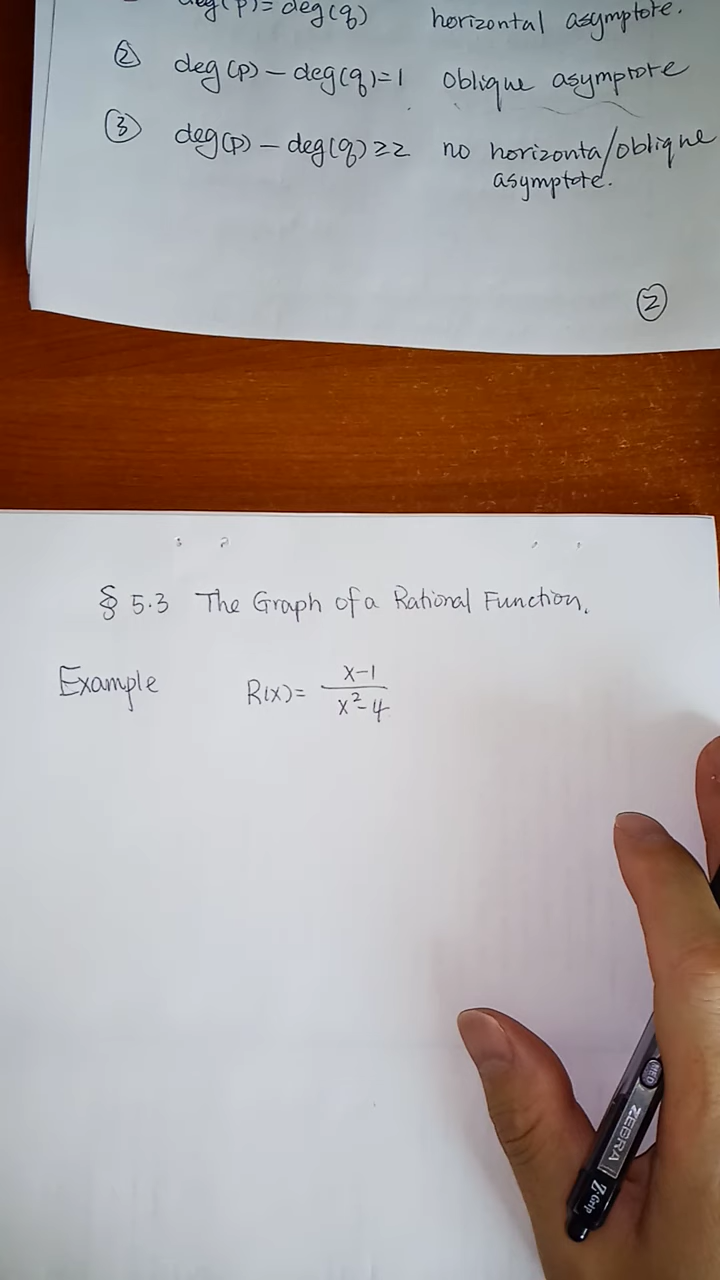 deg(p)=deg(q) horizontal asymptote.
② deg(p) - deg(q)=1 oblique asymptote
③ deg(p) - deg(q) ≥2 no horizontal/oblique
asymptote.
②
§ 5.3 The Graph of a Rational Function.
Example R(x)= x-1 / x²-4
MED
ZEBRA
Z-Grip